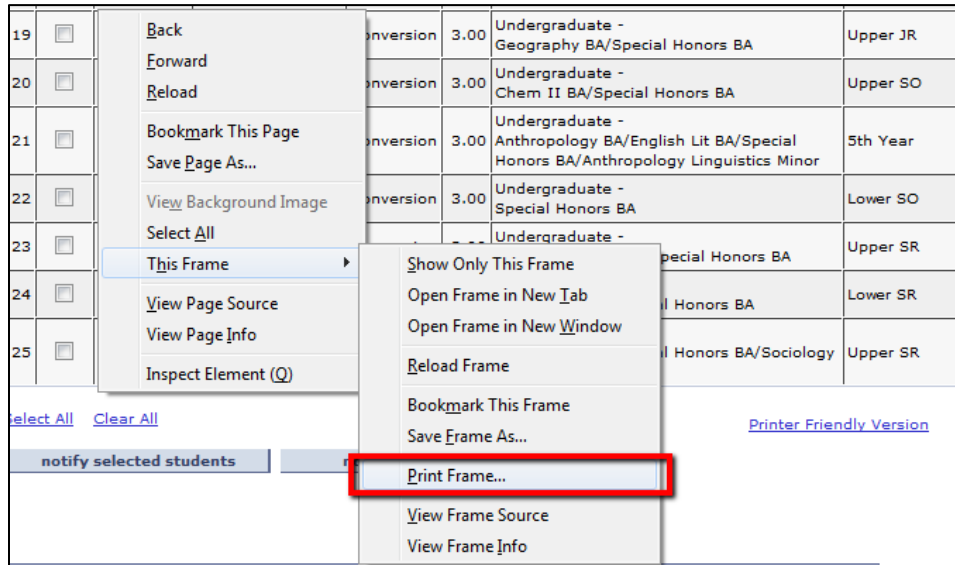 19 onversion 3.00 Undergraduate -
Geography BA/Special Honors BA Upper JR
20 onversion 3.00 Undergraduate -
Chem II BA/Special Honors BA Upper SO
21 onversion 3.00 Undergraduate -
Anthropology BA/English Lit BA/Special
Honors BA/Anthropology Linguistics Minor 5th Year
22 onversion 3.00 Undergraduate -
Special Honors BA Lower SO
23 Undergraduate -
pecial Honors BA Upper SR
24 Honors BA Lower SR
25 Honors BA/Sociology Upper SR
Back
Forward
Reload
Bookmark This Page
Save Page As...
View Background Image
Select All
This Frame
View Page Source
View Page Info
Inspect Element (Q)
Show Only This Frame
Open Frame in New Tab
Open Frame in New Window
Reload Frame
Bookmark This Frame
Save Frame As...
Print Frame...
View Frame Source
View Frame Info
Select All Clear All Printer Friendly Version
notify selected students